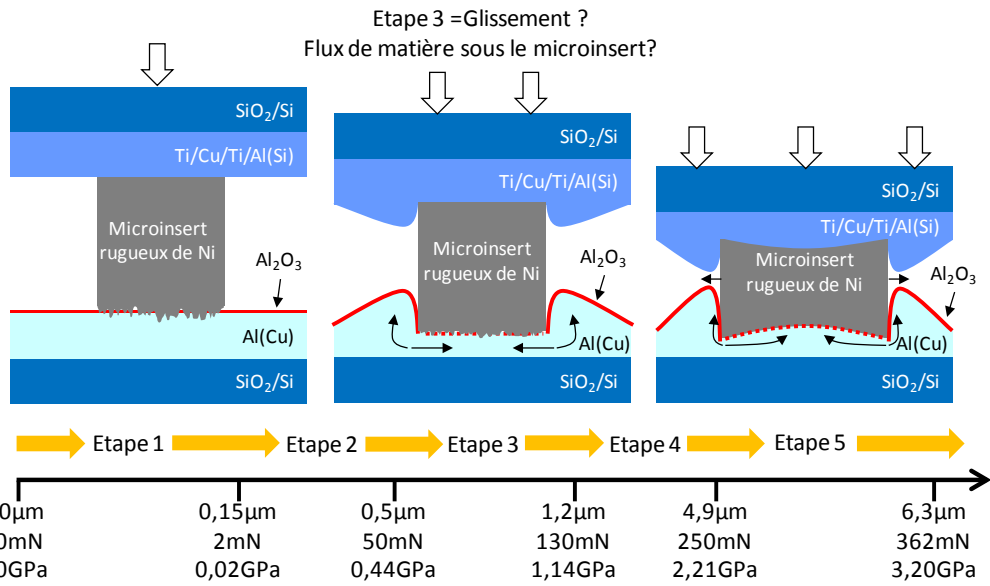 Etape 3 =Glissement ?
Flux de matière sous le microinsert?
SiO2/Si
Ti/Cu/Ti/Al(Si)
Microinsert
rugueux de Ni
Al2O3
Al(Cu)
SiO2/Si
SiO2/Si
Ti/Cu/Ti/Al(Si)
Microinsert
rugueux de Ni
Al2O3
Al(Cu)
SiO2/Si
SiO2/Si
Ti/Cu/Ti/Al(Si)
Microinsert
rugueux de Ni
Al2O3
Al(Cu)
SiO2/Si
Etape 1 Etape 2 Etape 3 Etape 4 Etape 5
0µm 0,15µm 0,5µm 1,2µm 4,9µm 6,3µm
0mN 2mN 50mN 130mN 250mN 362mN
0GPa 0,02GPa 0,44GPa 1,14GPa 2,21GPa 3,20GPa